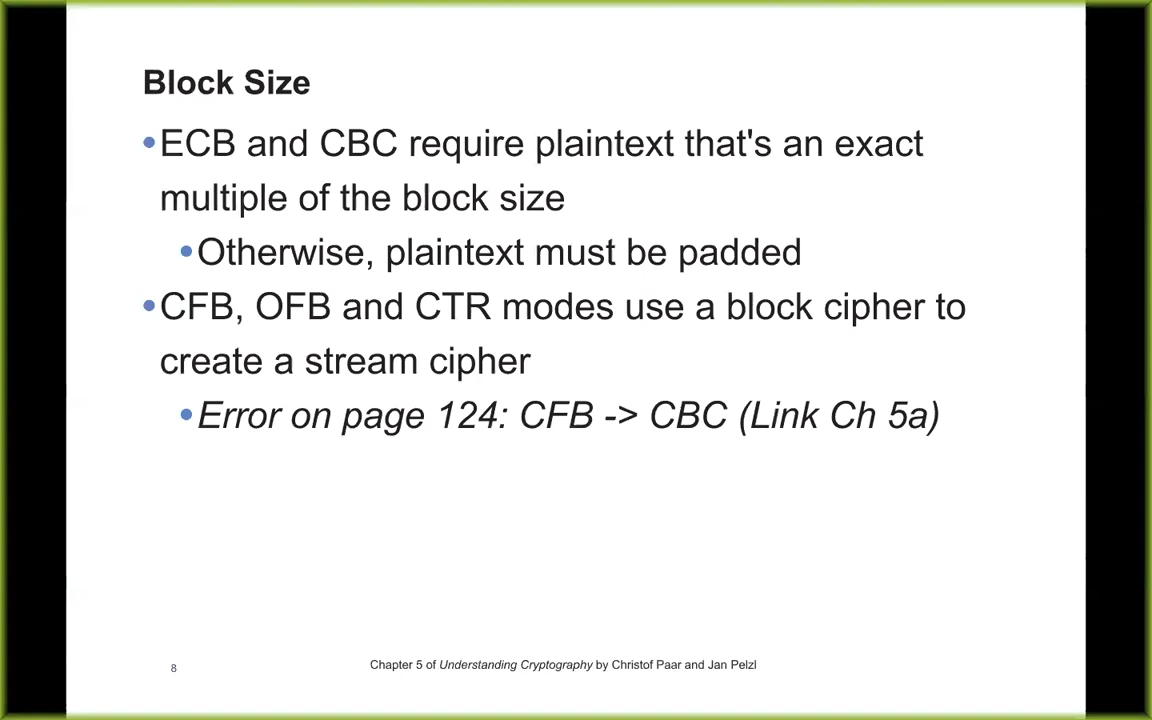 Block Size
•ECB and CBC require plaintext that's an exact
multiple of the block size
•Otherwise, plaintext must be padded
•CFB, OFB and CTR modes use a block cipher to
create a stream cipher
•Error on page 124: CFB -> CBC (Link Ch 5a)
8
Chapter 5 of Understanding Cryptography by Christof Paar and Jan Pelzl